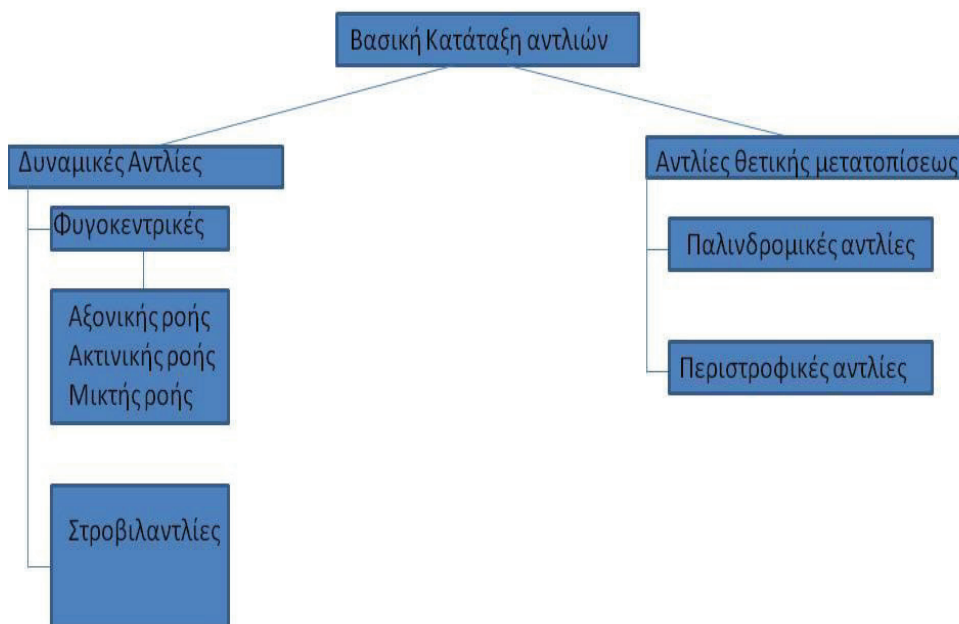 Βασική Κατάταξη αντλιών
Δυναμικές Αντλίες
Φυγοκεντρικές
Αξονικής ροής
Ακτινικής ροής
Μικτής ροής
Στροβιλαντλίες
Αντλίες θετικής μετατοπίσεως
Παλινδρομικές αντλίες
Περιστροφικές αντλίες